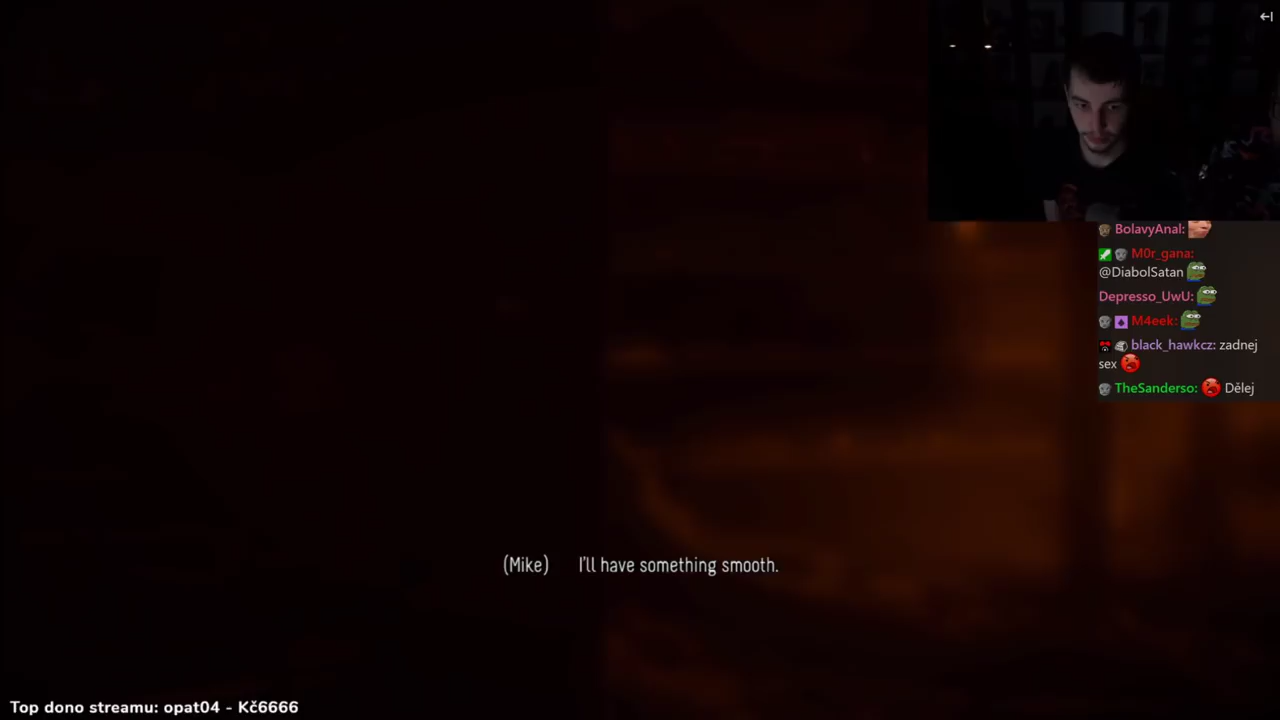 BolavyAnal:
M0r_gana:
@DiabolSatan
Depresso_UwU:
M4eek:
black_hawkcz: zadnej
sex
TheSanderso: Dělej
(Mike) I'll have something smooth.
Top dono streamu: opat04 - Kč6666